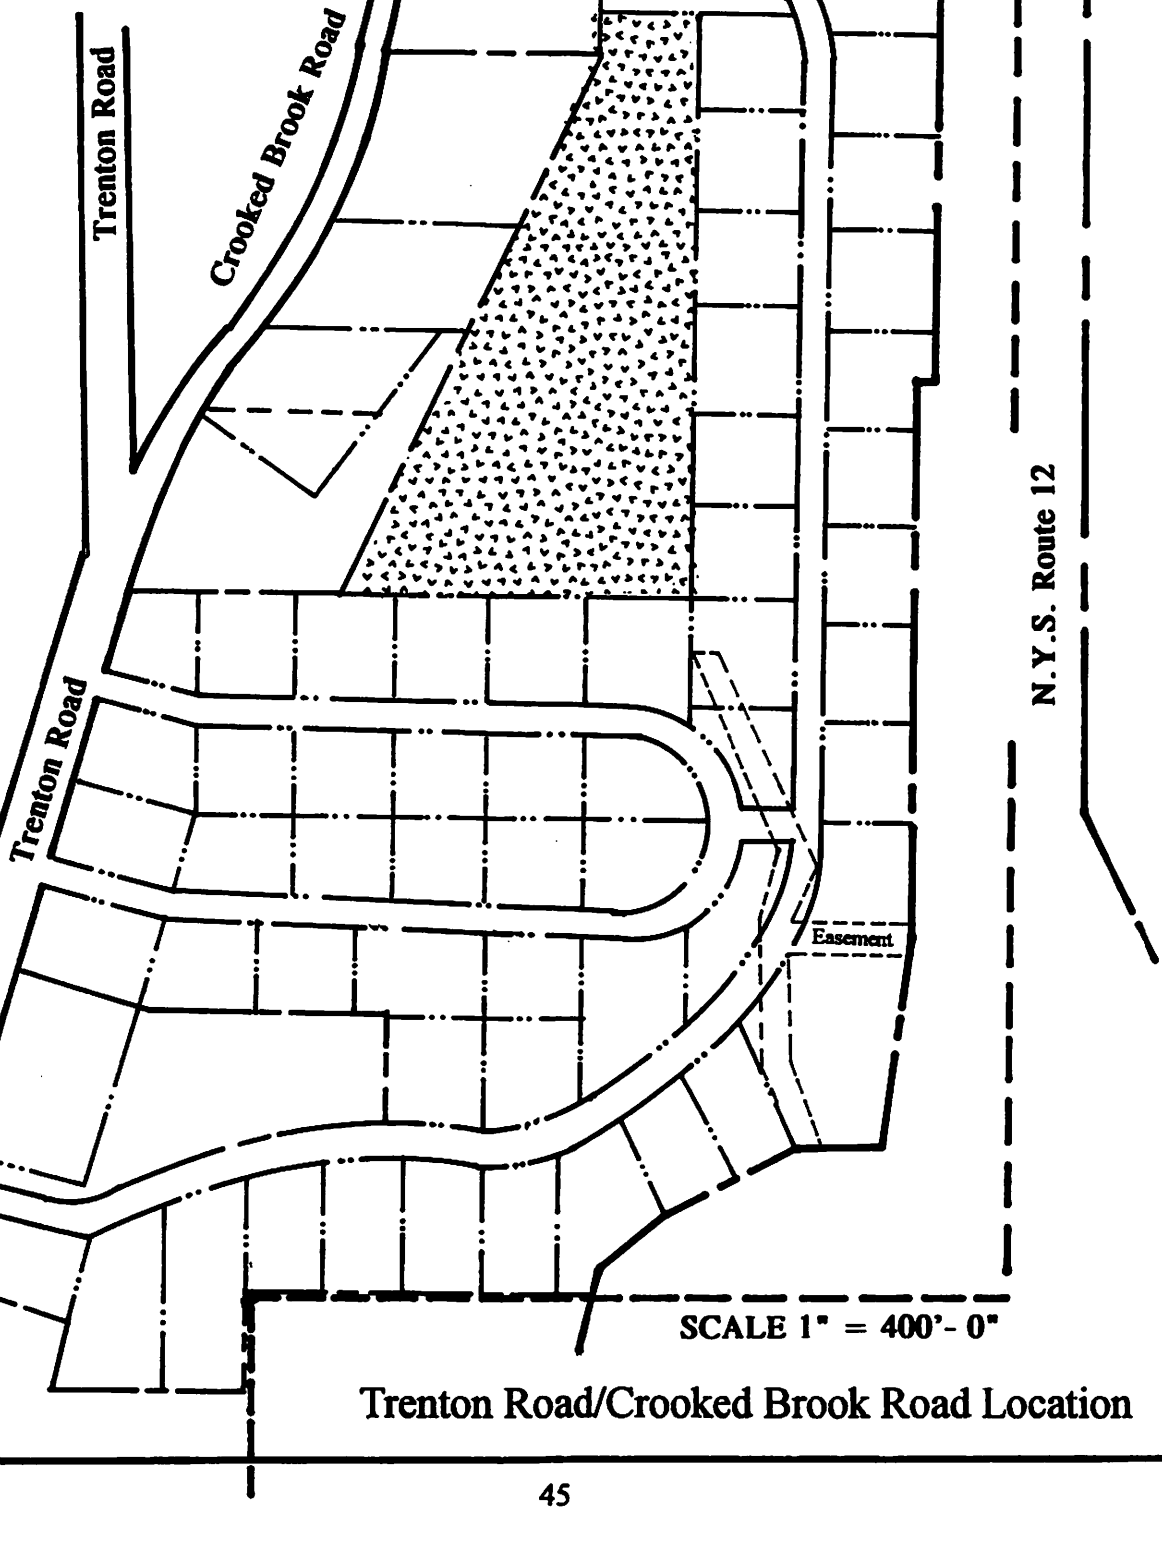 Trenton Road
Crooked Brook Road
N.Y.S. Route 12
Trenton Road
Easement
SCALE 1" = 400'- 0"
Trenton Road/Crooked Brook Road Location
45